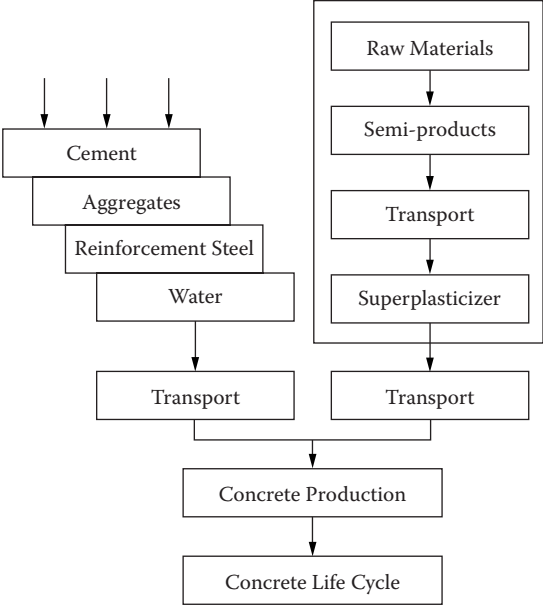 Raw Materials
Semi-products
Transport
Superplasticizer
Cement
Aggregates
Reinforcement Steel
Water
Transport
Transport
Concrete Production
Concrete Life Cycle